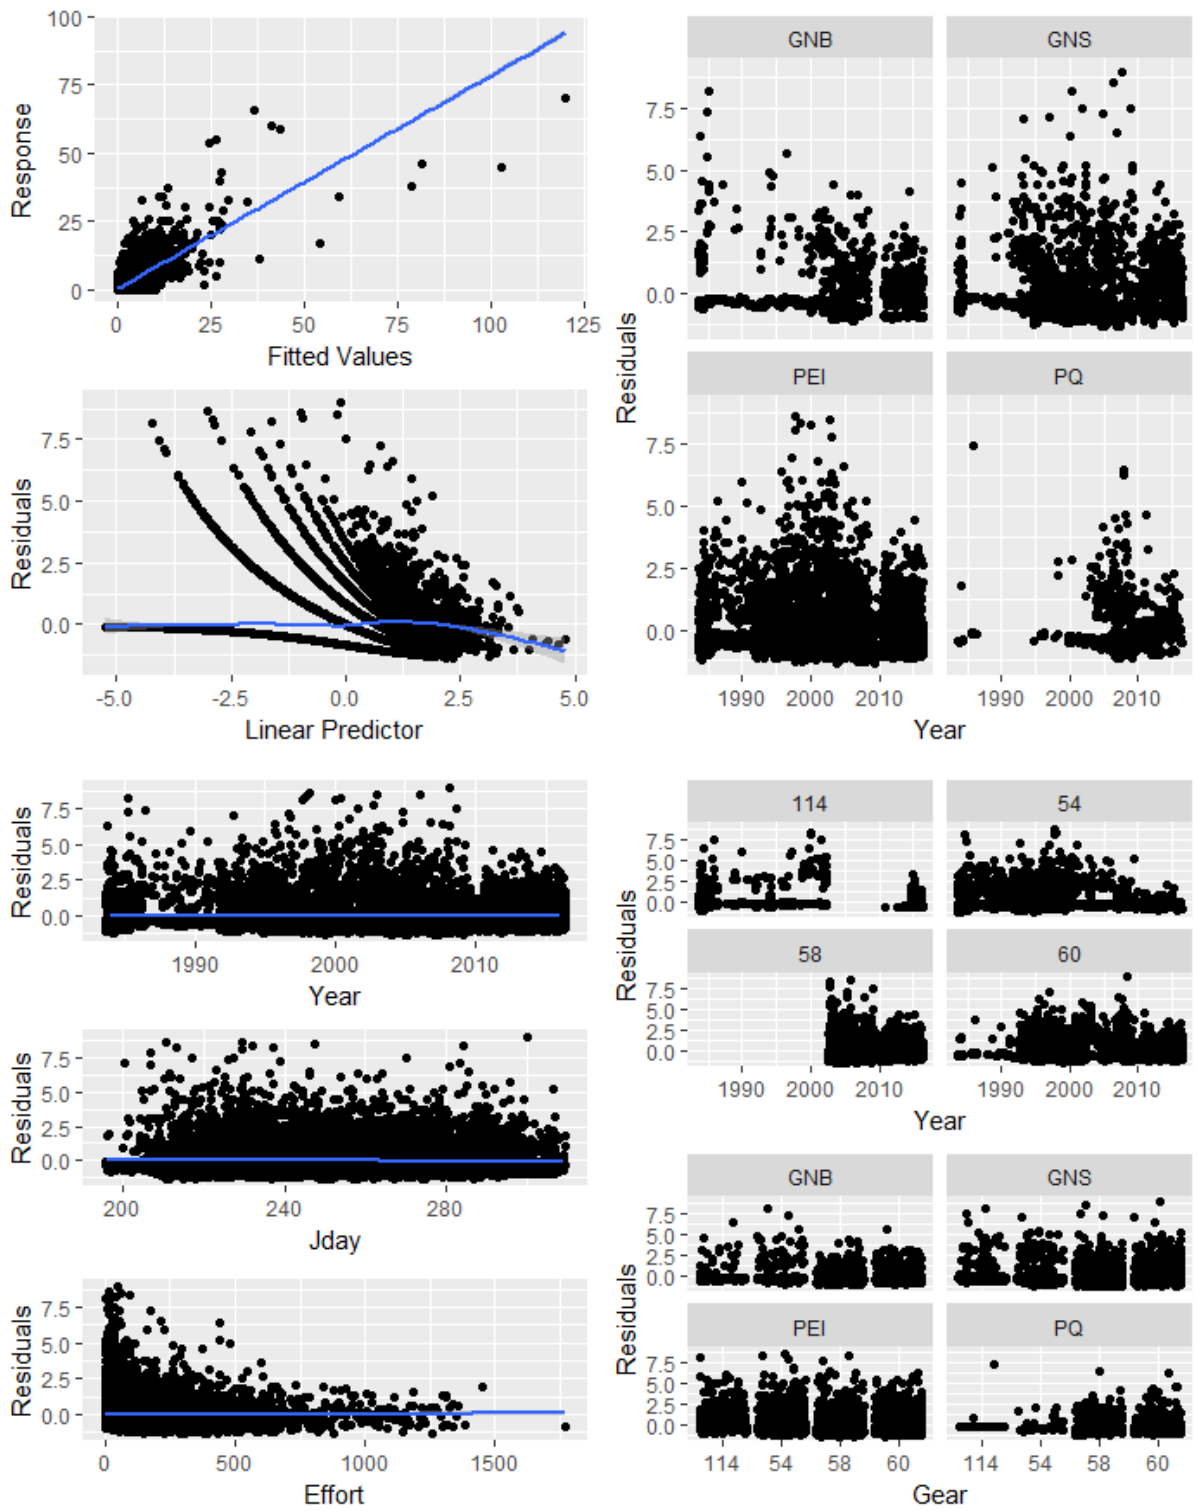 100
75
50
25
0
Response
0 25 50 75 100 125
Fitted Values
7.5
5.0
2.5
0.0
Residuals
-5.0 -2.5 0.0 2.5 5.0
Linear Predictor
7.5
5.0
2.5
0.0
Residuals
1990 2000 2010
Year
7.5
5.0
2.5
0.0
Residuals
200 240 280
Jday
7.5
5.0
2.5
0.0
Residuals
0 500 1000 1500
Effort
GNB GNS
7.5
5.0
2.5
0.0
Residuals
PEI PQ
7.5
5.0
2.5
0.0
1990 2000 2010 1990 2000 2010
Year
114 54
7.5
5.0
2.5
0.0
Residuals
58 60
7.5
5.0
2.5
0.0
1990 2000 2010 1990 2000 2010
Year
GNB GNS
7.5
5.0
2.5
0.0
Residuals
PEI PQ
7.5
5.0
2.5
0.0
114 54 58 60 114 54 58 60
Gear